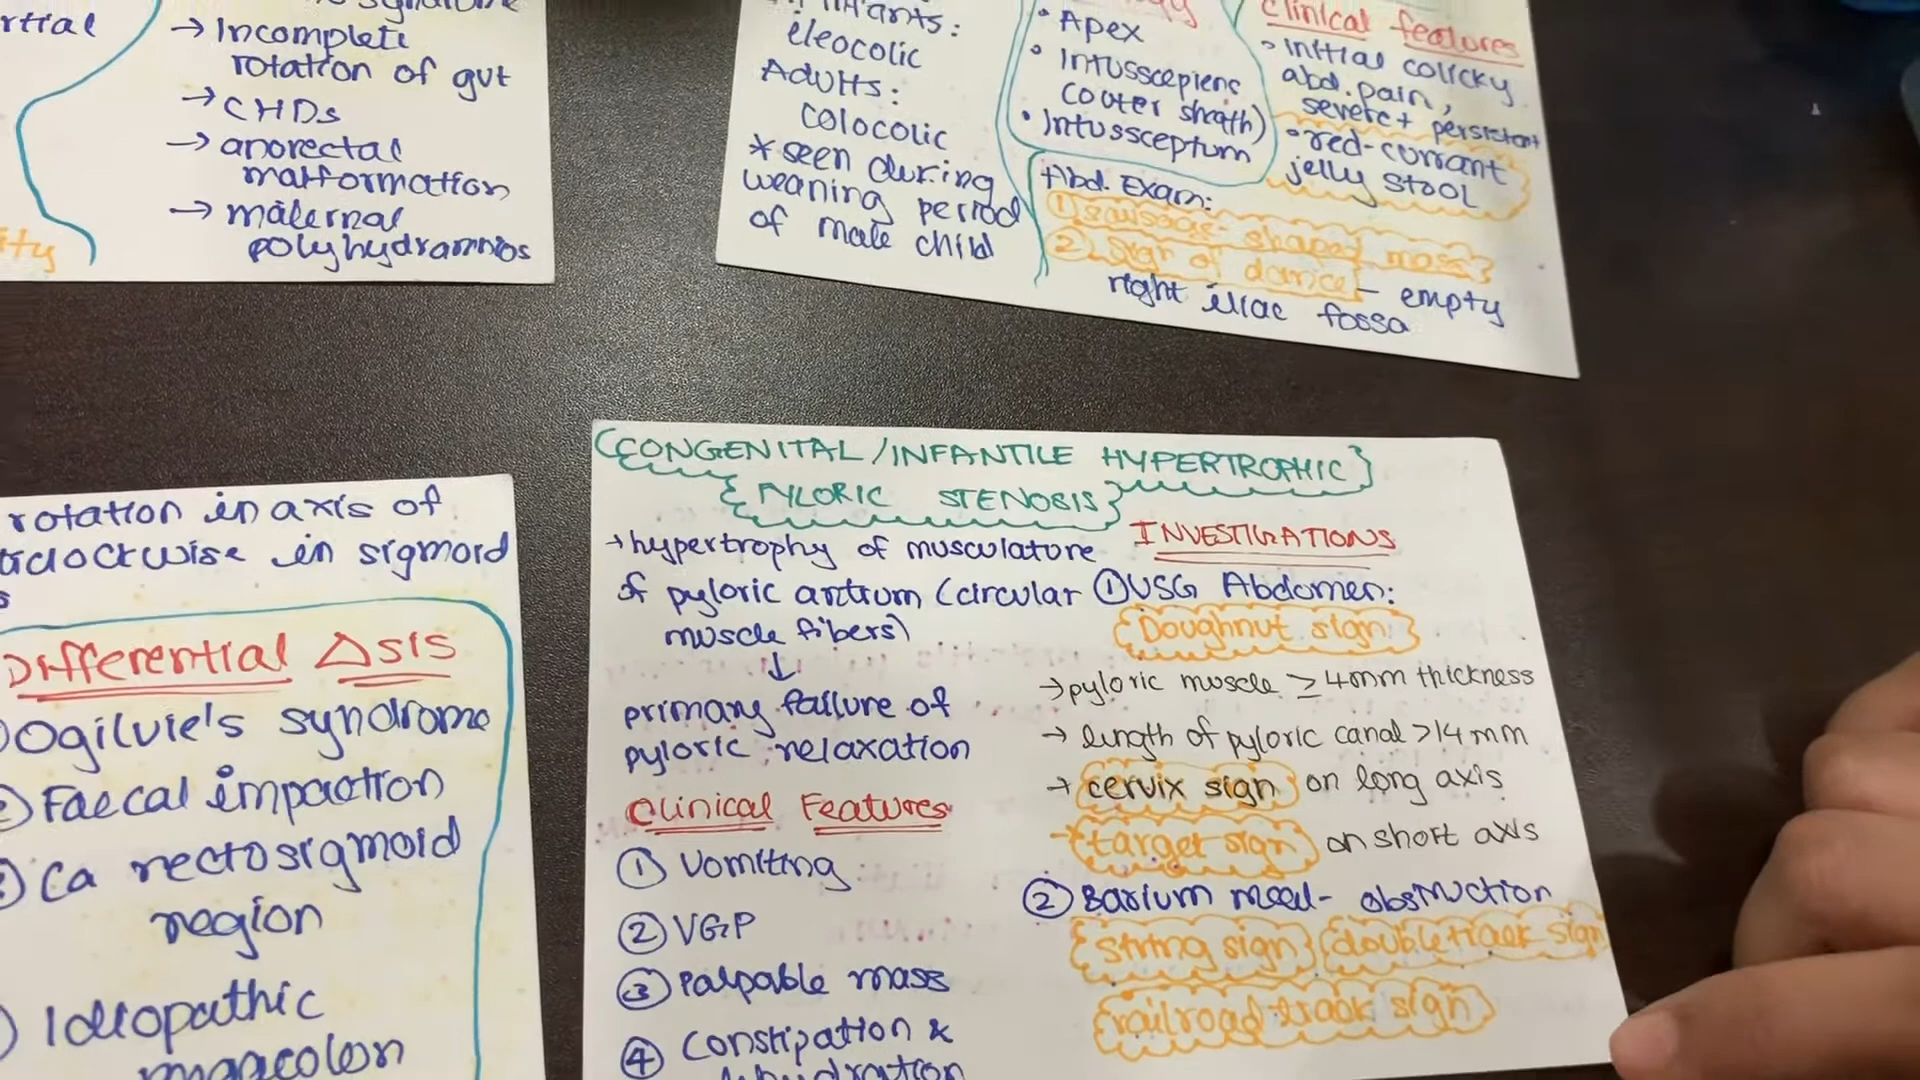 rtial
→ Incomplete
rotation of gut
→ CHDs
→ anorectal
malformation
→ maternal
polyhydramnios
ity
ileocolic
Adults:
colocolic
* seen during
weaning period
of male child
• Apex
• Intussscepiens
(outer sheath)
• Intussceptum
Clinical features
• initial colicky
abd. pain,
severe + persistant
• red-currant
jelly stool
Abd. Exam:
① sausage-shaped mass
② sign of dance - empty
right iliac fossa
rotation in axis of
ticlockwise in sigmoid
s
Differential Δsis
Ogilvie's syndrome
Faecal impaction
Ca rectosigmoid
region
Idiopathic
megacolon
CONGENITAL/INFANTILE HYPERTROPHIC
PYLORIC STENOSIS
→ hypertrophy of musculature
of pyloric antrum (circular
muscle fibers)
↓
primary failure of
pyloric relaxation
Clinical Features
① Vomiting
② VGP
③ Palpable mass
④ Constipation &
dehydration
INVESTIGATIONS
① USG Abdomen:
Doughnut sign
→ pyloric muscle ≥ 4mm thickness
→ length of pyloric canal >14 mm
→ cervix sign on long axis
→ target sign on short axis
② Barium meal - obstruction
string sign double track sign
railroad track sign